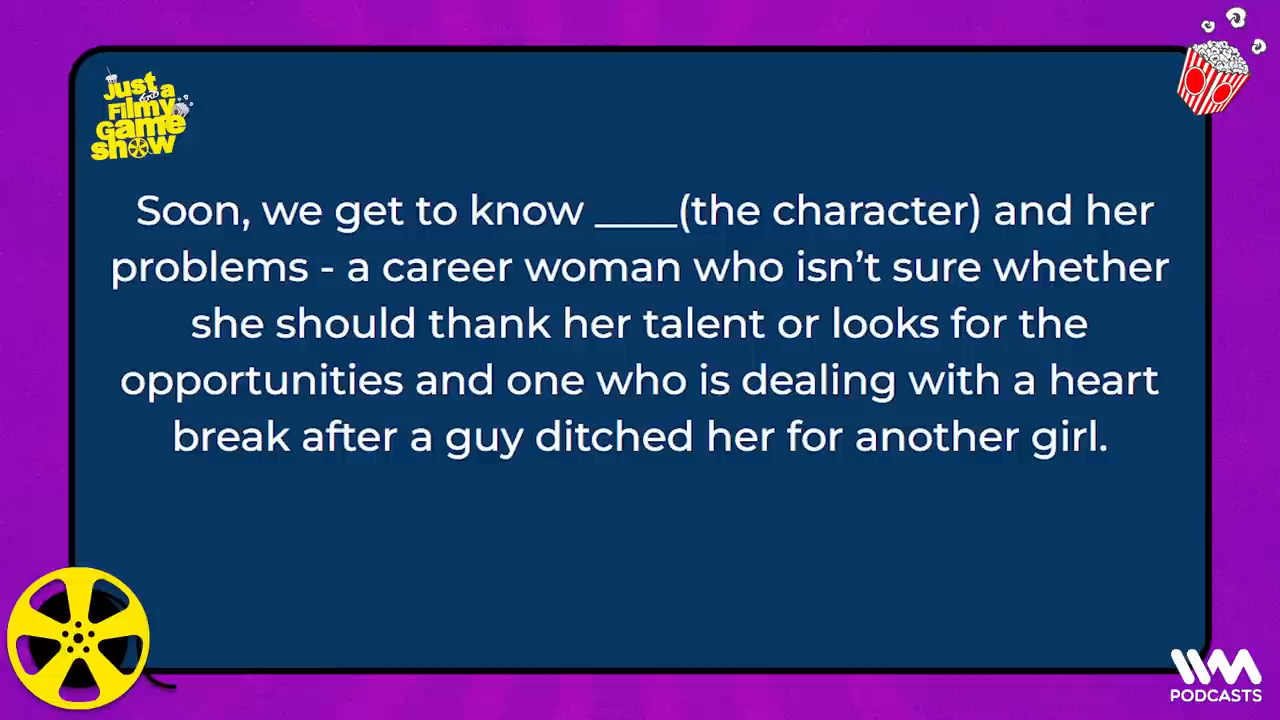 Just a
Filmy
Game
show
Soon, we get to know ____(the character) and her
problems - a career woman who isn't sure whether
she should thank her talent or looks for the
opportunities and one who is dealing with a heart
break after a guy ditched her for another girl.
IVM
PODCASTS